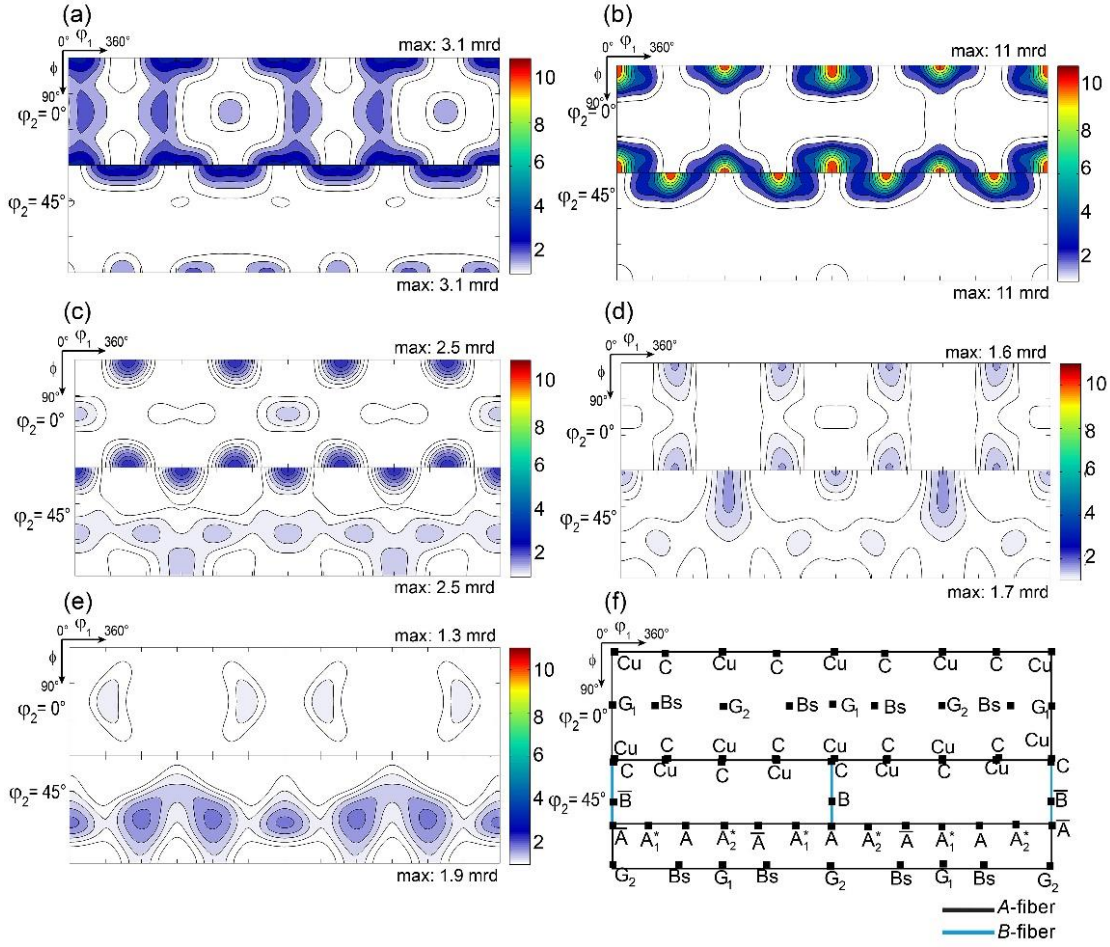 (a)
0° φ1 360°
max: 3.1 mrd
ϕ
90°
φ2= 0°
φ2= 45°
10
8
6
4
2
max: 3.1 mrd
(b)
0° φ1 360°
max: 11 mrd
ϕ
90°
φ2= 0°
φ2= 45°
10
8
6
4
2
max: 11 mrd
(c)
0° φ1 360°
max: 2.5 mrd
ϕ
90°
φ2= 0°
φ2= 45°
10
8
6
4
2
max: 2.5 mrd
(d)
0° φ1 360°
max: 1.6 mrd
ϕ
90°
φ2= 0°
φ2= 45°
10
8
6
4
2
max: 1.7 mrd
(e)
0° φ1 360°
max: 1.3 mrd
ϕ
90°
φ2= 0°
φ2= 45°
10
8
6
4
2
max: 1.9 mrd
(f)
0° φ1 360°
ϕ
90°
φ2= 0°
φ2= 45°
Cu C Cu C Cu C Cu C Cu
G1 Bs G2 Bs G1 Bs G2 G1
Cu C Cu C Cu C Cu C Cu
C Cu C Cu C Cu C Cu C
B̅ B B̅
A̅ A1* A A2* A̅ A1* A A2* A̅ A1* A A2* A̅
G2 Bs G1 Bs G2 Bs G1 Bs G2
A-fiber
B-fiber